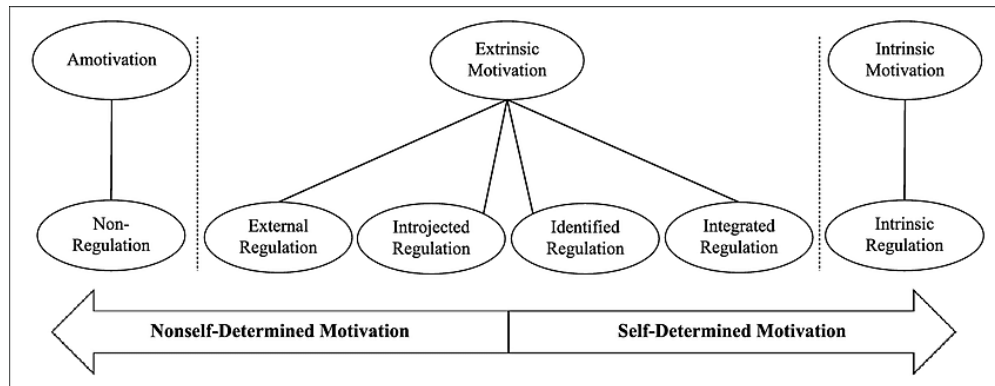 Amotivation
Extrinsic
Motivation
Intrinsic
Motivation
Non-
Regulation
External
Regulation
Introjected
Regulation
Identified
Regulation
Integrated
Regulation
Intrinsic
Regulation
Nonself-Determined Motivation
Self-Determined Motivation